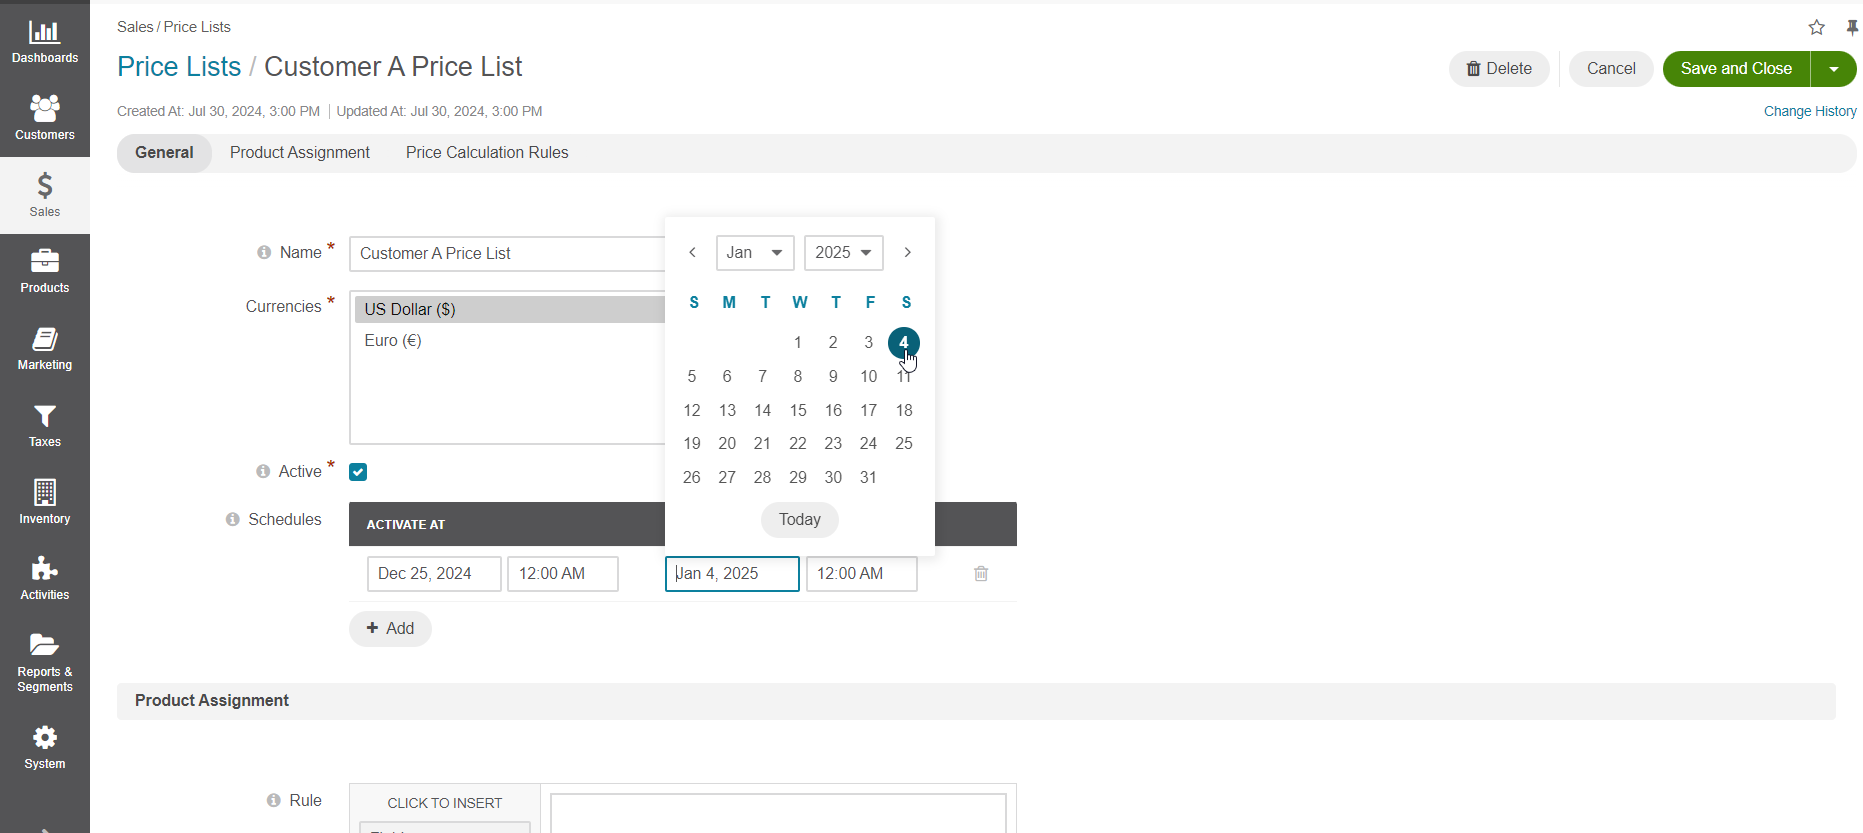 Dashboards
Customers
Sales
Products
Marketing
Taxes
Inventory
Activities
Reports &
Segments
System
Sales / Price Lists
Price Lists / Customer A Price List
Delete
Cancel
Save and Close
Created At: Jul 30, 2024, 3:00 PM | Updated At: Jul 30, 2024, 3:00 PM
Change History
General Product Assignment Price Calculation Rules
Name * Customer A Price List
Currencies * US Dollar ($)
Euro (€)
Jan 2025
S M T W T F S
1 2 3 4
5 6 7 8 9 10 11
12 13 14 15 16 17 18
19 20 21 22 23 24 25
26 27 28 29 30 31
Today
Active *
Schedules
ACTIVATE AT
Dec 25, 2024 12:00 AM Jan 4, 2025 12:00 AM
+ Add
Product Assignment
Rule
CLICK TO INSERT